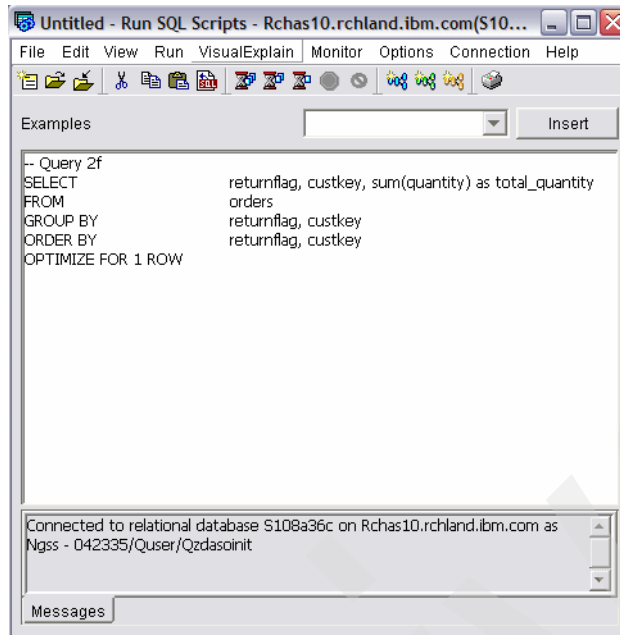 Untitled - Run SQL Scripts - Rchas10.rchland.ibm.com(S10...
File Edit View Run VisualExplain Monitor Options Connection Help
Examples Insert
-- Query 2f
SELECT returnflag, custkey, sum(quantity) as total_quantity
FROM orders
GROUP BY returnflag, custkey
ORDER BY returnflag, custkey
OPTIMIZE FOR 1 ROW
Connected to relational database S108a36c on Rchas10.rchland.ibm.com as
Ngss - 042335/Quser/Qzdasoinit
Messages